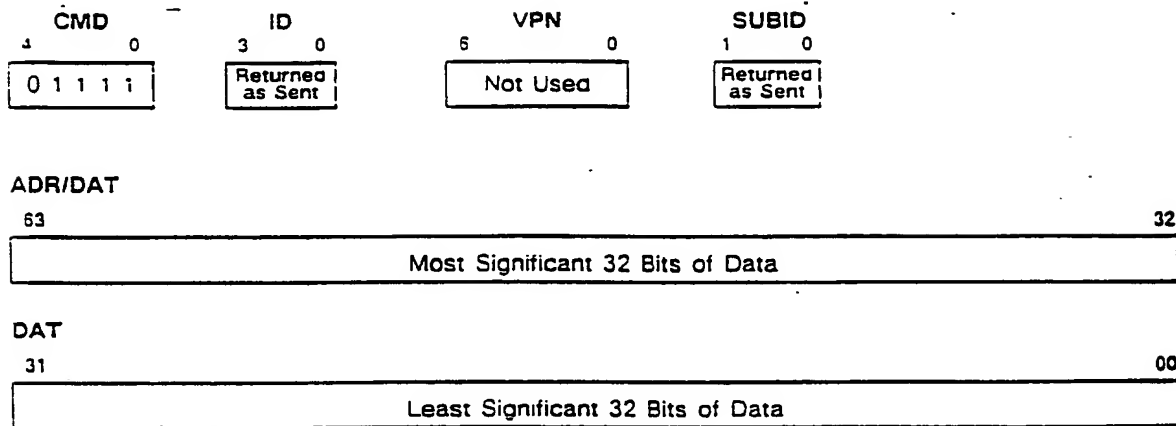 CMD ID VPN SUBID
4 0 3 0 6 0 1 0
0 1 1 1 1 Returned as Sent Not Used Returned as Sent
ADR/DAT
63 32
Most Significant 32 Bits of Data
DAT
31 00
Least Significant 32 Bits of Data